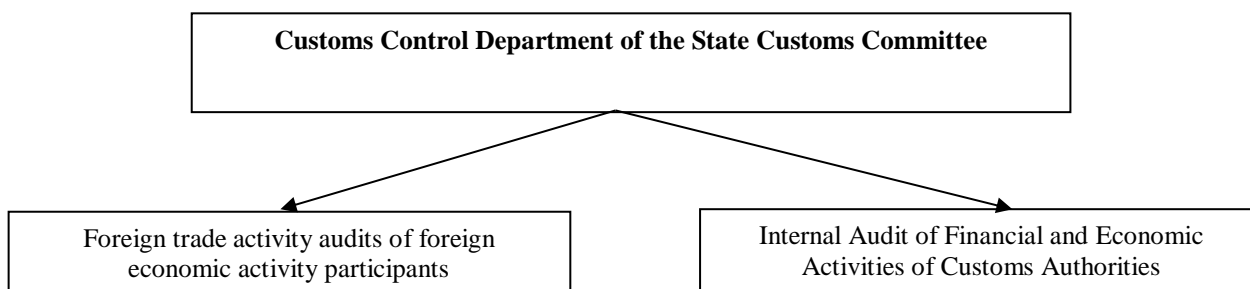 Customs Control Department of the State Customs Committee
Foreign trade activity audits of foreign
economic activity participants
Internal Audit of Financial and Economic
Activities of Customs Authorities